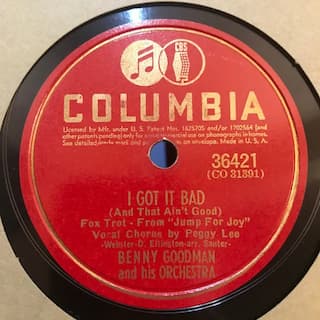 CBS
COLUMBIA
Licensed by Mfr. under U. S. Patent Nos. 1625705 and 1702564 (and
other patents pending) only for non-commercial use on phonographs in homes.
See detailed notice and on envelope. Made in U. S. A.
36421
(CO 31391)
I GOT IT BAD
(And That Ain't Good)
Fox Trot - From "Jump For Joy"
Vocal Chorus by Peggy Lee
-Webster-D. Ellington-arr. Sauter-
BENNY GOODMAN
and his ORCHESTRA